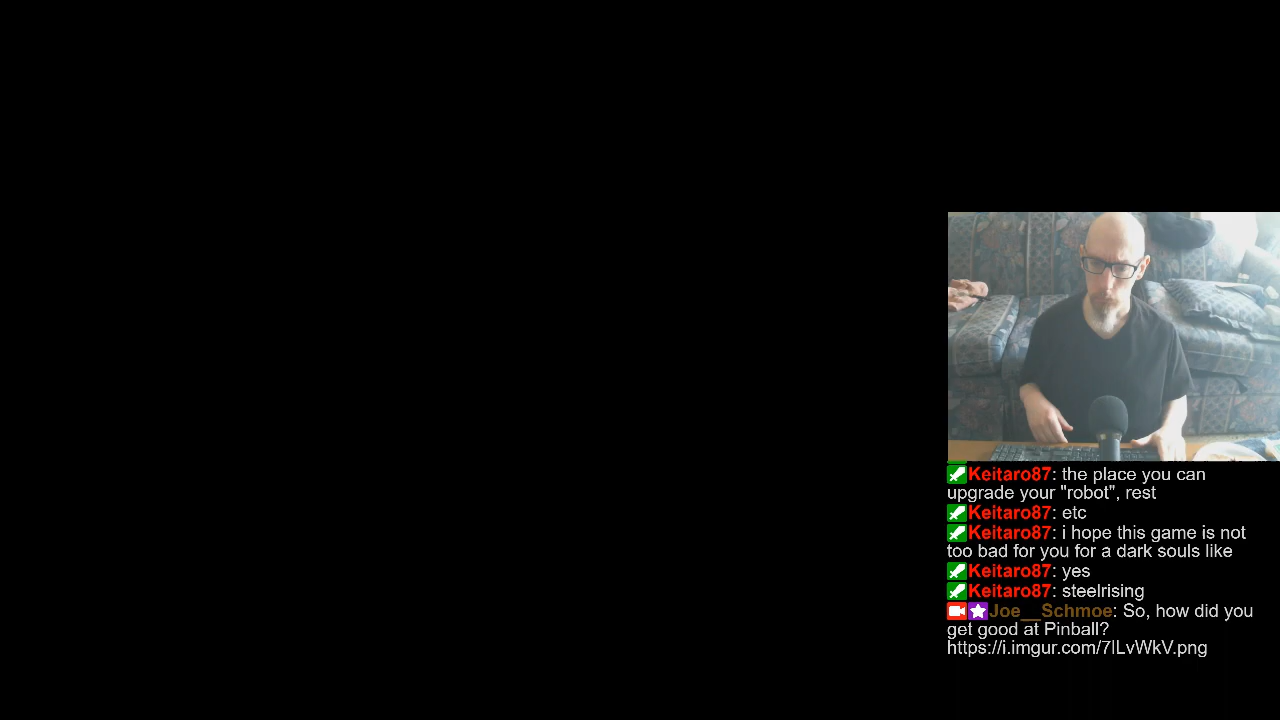 Keitaro87: the place you can
upgrade your "robot", rest
Keitaro87: etc
Keitaro87: i hope this game is not
too bad for you for a dark souls like
Keitaro87: yes
Keitaro87: steelrising
Joe__Schmoe: So, how did you
get good at Pinball?
https://i.imgur.com/7lLvWkV.png